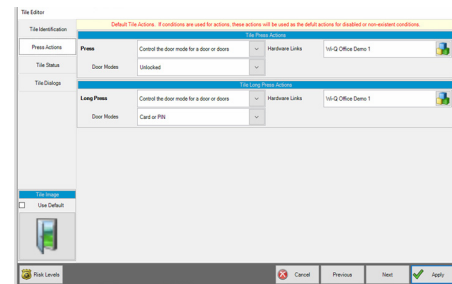 Tile Editor
Tile Identification
Default Tile Actions. If conditions are used for actions, these actions will be used as the defult actions for disabled or non-existent conditions.
Tile Press Actions
Press Actions
Press
Control the door mode for a door or doors
Hardware Links
Wi-Q Office Demo 1
Tile Status
Door Modes
Unlocked
Tile Dialogs
Tile Long Press Actions
Long Press
Control the door mode for a door or doors
Hardware Links
Wi-Q Office Demo 1
Door Modes
Card or PIN
Tile Image
Use Default
Risk Levels
Cancel
Previous
Next
Apply